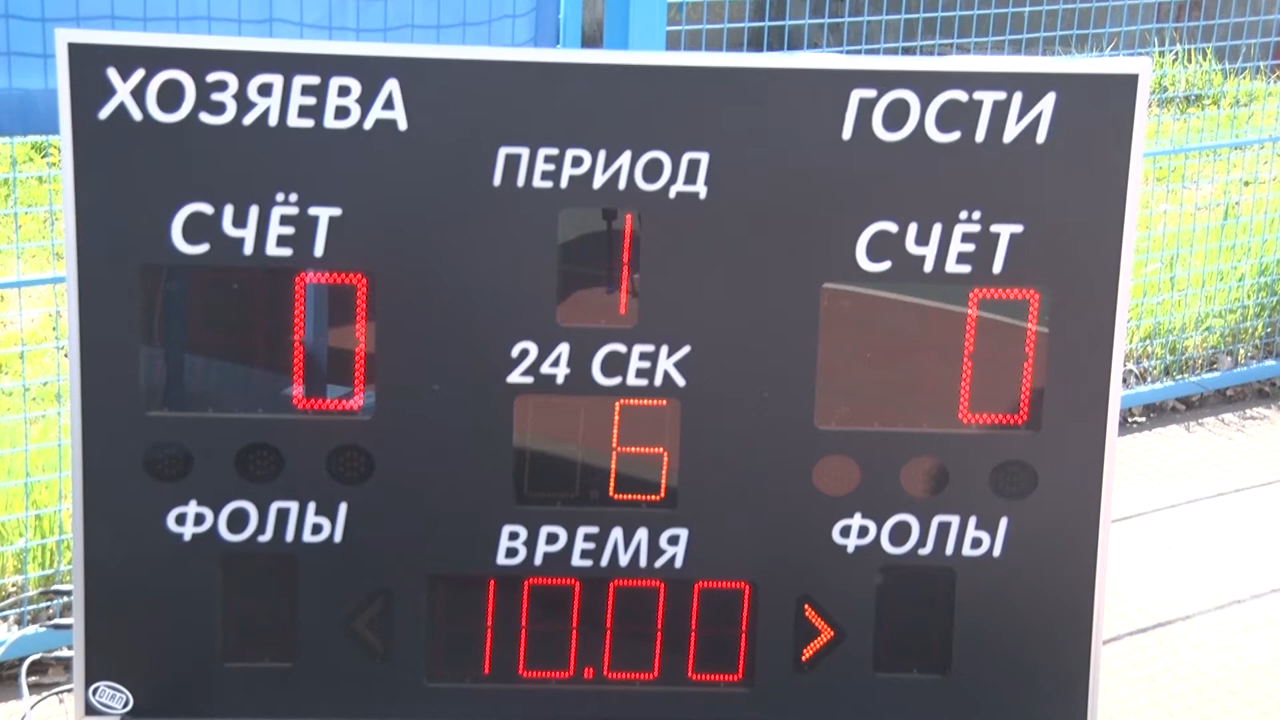 ХОЗЯЕВА
ГОСТИ
ПЕРИОД
1
СЧЁТ
0
СЧЁТ
0
24 СЕК
6
ФОЛЫ
ФОЛЫ
ВРЕМЯ
10.00 >